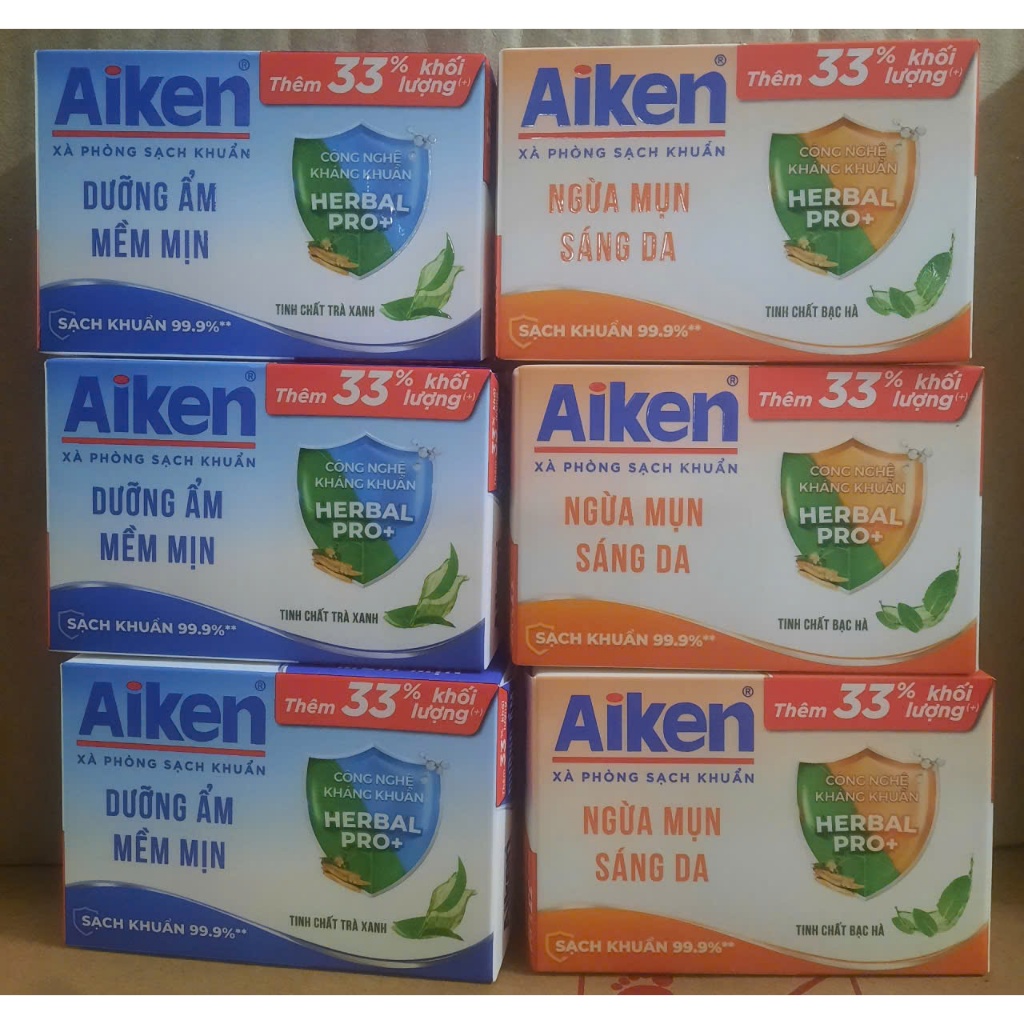 Aiken®
Thêm 33% khối lượng(+)
XÀ PHÒNG SẠCH KHUẨN
DƯỠNG ẨM
MỀM MỊN
CÔNG NGHỆ
KHÁNG KHUẨN
HERBAL
PRO+
TINH CHẤT TRÀ XANH
SẠCH KHUẨN 99.9%**
Aiken®
Thêm 33% khối lượng(+)
XÀ PHÒNG SẠCH KHUẨN
NGỪA MỤN
SÁNG DA
CÔNG NGHỆ
KHÁNG KHUẨN
HERBAL
PRO+
TINH CHẤT BẠC HÀ
SẠCH KHUẨN 99.9%**
Aiken®
Thêm 33% khối lượng(+)
XÀ PHÒNG SẠCH KHUẨN
DƯỠNG ẨM
MỀM MỊN
CÔNG NGHỆ
KHÁNG KHUẨN
HERBAL
PRO+
TINH CHẤT TRÀ XANH
SẠCH KHUẨN 99.9%**
Aiken®
Thêm 33% khối lượng(+)
XÀ PHÒNG SẠCH KHUẨN
NGỪA MỤN
SÁNG DA
CÔNG NGHỆ
KHÁNG KHUẨN
HERBAL
PRO+
TINH CHẤT BẠC HÀ
SẠCH KHUẨN 99.9%**
Aiken®
Thêm 33% khối lượng(+)
XÀ PHÒNG SẠCH KHUẨN
DƯỠNG ẨM
MỀM MỊN
CÔNG NGHỆ
KHÁNG KHUẨN
HERBAL
PRO+
TINH CHẤT TRÀ XANH
SẠCH KHUẨN 99.9%**
Aiken®
Thêm 33% khối lượng(+)
XÀ PHÒNG SẠCH KHUẨN
NGỪA MỤN
SÁNG DA
CÔNG NGHỆ
KHÁNG KHUẨN
HERBAL
PRO+
TINH CHẤT BẠC HÀ
SẠCH KHUẨN 99.9%**